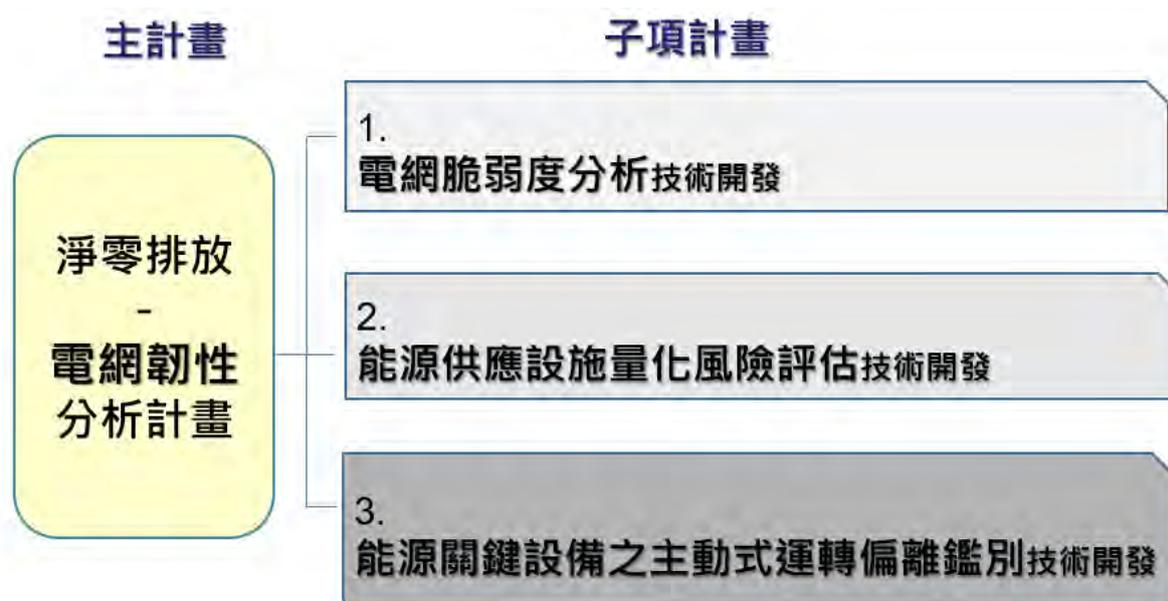 主計畫
子項計畫
淨零排放
-
電網韌性
分析計畫
1.
電網脆弱度分析技術開發
2.
能源供應設施量化風險評估技術開發
3.
能源關鍵設備之主動式運轉偏離鑑別技術開發